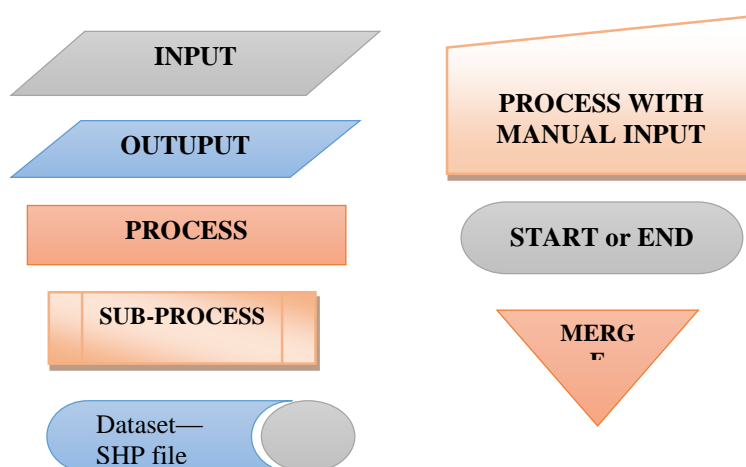 INPUT
OUTUPUT
PROCESS
SUB-PROCESS
Dataset—
SHP file
PROCESS WITH
MANUAL INPUT
START or END
MERG
E